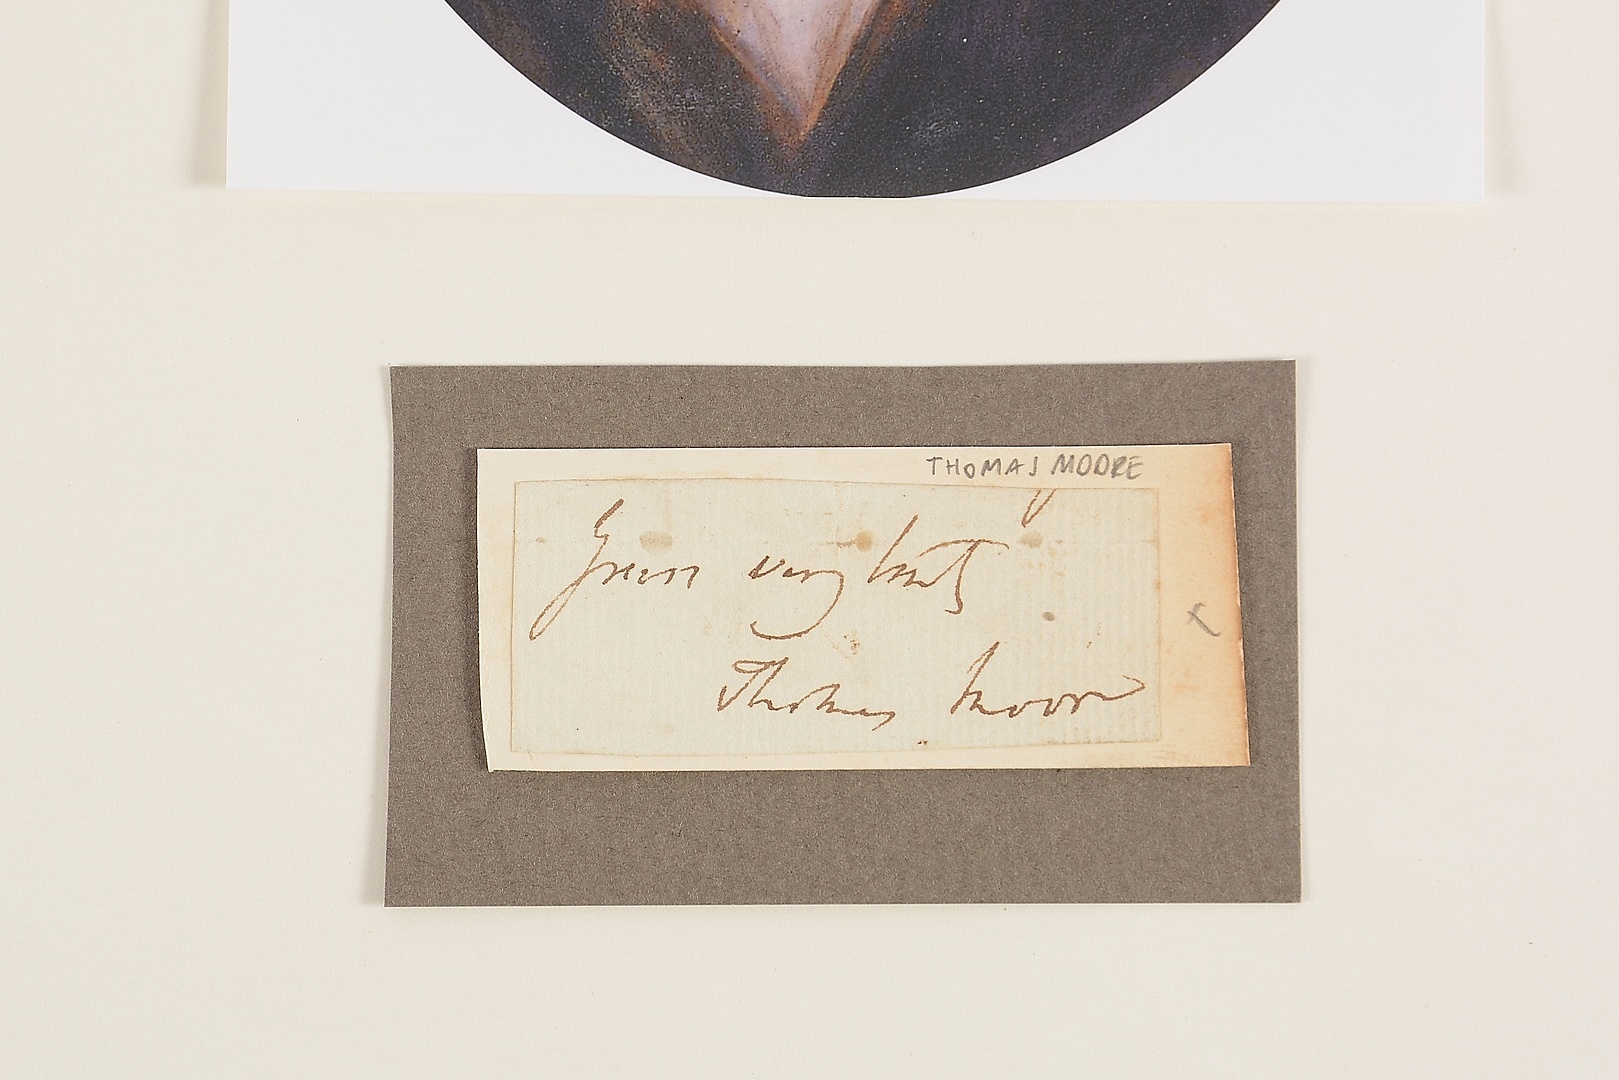 THOMAS MOORE
Yours very truly
Thomas Moore
x